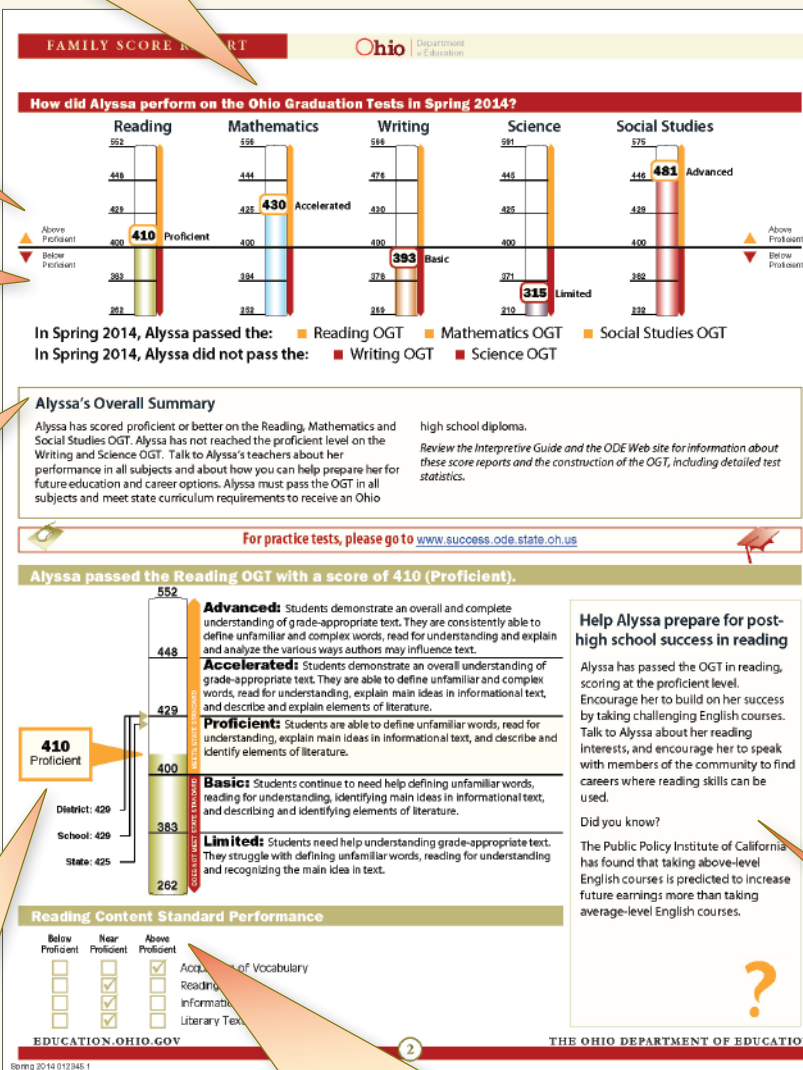 FAMILY SCORE
Ohio Department of Education
How did Alyssa perform on the Ohio Graduation Tests in Spring 2014?
Reading Mathematics Writing Science Social Studies
552 556 566 591 575
448 444 476 445 446 481 Advanced
429 425 430 Accelerated 430 425 429
Above Proficient 410 Proficient Above Proficient
400 400 400 400 400
Below Proficient 393 Basic Below Proficient
383 384 378 371 382
315 Limited
262 252 210 232
In Spring 2014, Alyssa passed the: Reading OGT Mathematics OGT Social Studies OGT
In Spring 2014, Alyssa did not pass the: Writing OGT Science OGT
Alyssa's Overall Summary
Alyssa has scored proficient or better on the Reading, Mathematics and
Social Studies OGT. Alyssa has not reached the proficient level on the
Writing and Science OGT. Talk to Alyssa's teachers about her
performance in all subjects and about how you can help prepare her for
future education and career options. Alyssa must pass the OGT in all
subjects and meet state curriculum requirements to receive an Ohio
high school diploma.
Review the Interpretive Guide and the ODE Web site for information about
these score reports and the construction of the OGT, including detailed test
statistics.
For practice tests, please go to www.success.ode.state.oh.us
Alyssa passed the Reading OGT with a score of 410 (Proficient).
552
Advanced: Students demonstrate an overall and complete
understanding of grade-appropriate text. They are consistently able to
define unfamiliar and complex words, read for understanding and explain
and analyze the various ways authors may influence text.
448
Accelerated: Students demonstrate an overall understanding of
grade-appropriate text. They are able to define unfamiliar and complex
words, read for understanding, explain main ideas in informational text,
and describe and explain elements of literature.
429
Proficient: Students are able to define unfamiliar words, read for
understanding, explain main ideas in informational text, and describe and
identify elements of literature.
MEETS STATE STANDARD
410
Proficient
400
Basic: Students continue to need help defining unfamiliar words,
reading for understanding, identifying main ideas in informational text,
and describing and identifying elements of literature.
383
Limited: Students need help understanding grade-appropriate text.
They struggle with defining unfamiliar words, reading for understanding
and recognizing the main idea in text.
262
DOES NOT MEET STATE STANDARD
District: 429
School: 429
State: 425
Help Alyssa prepare for post-
high school success in reading
Alyssa has passed the OGT in reading,
scoring at the proficient level.
Encourage her to build on her success
by taking challenging English courses.
Talk to Alyssa about her reading
interests, and encourage her to speak
with members of the community to find
careers where reading skills can be
used.
Did you know?
The Public Policy Institute of California
has found that taking above-level
English courses is predicted to increase
future earnings more than taking
average-level English courses.
?
Reading Content Standard Performance
Below Proficient Near Proficient Above Proficient
of Vocabulary
Reading
Literary
EDUCATION.OHIO.GOV
2
THE OHIO DEPARTMENT OF EDUCATIO
Spring 2014 012345.1